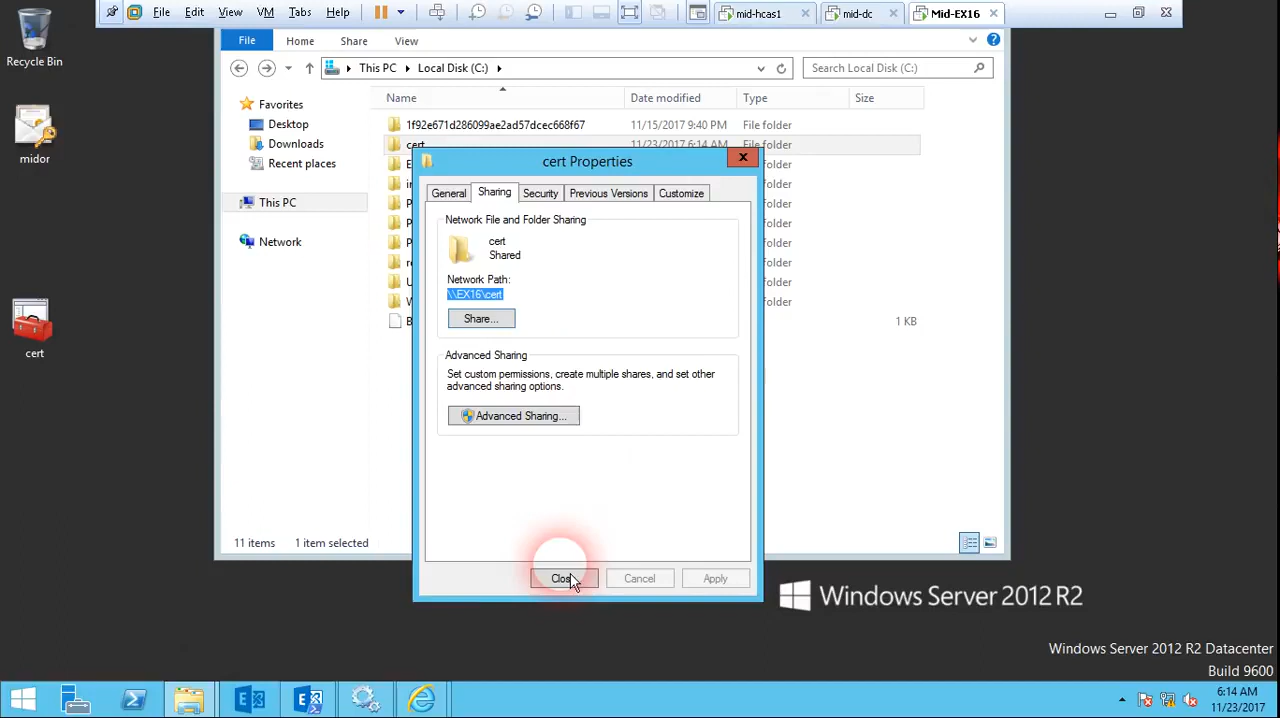 File Edit View VM Tabs Help
mid-hcas1 mid-dc Mid-EX16
File Home Share View
This PC Local Disk (C:) Search Local Disk (C:)
Name Date modified Type Size
Recycle Bin
midor
cert
Favorites
Desktop
Downloads
Recent places
This PC
Network
1f92e671d286099ae2ad57dcec668f67 11/15/2017 9:40 PM File folder
cert 11/23/2017 6:14 AM File folder
1 KB
cert Properties
General Sharing Security Previous Versions Customize
Network File and Folder Sharing
cert
Shared
Network Path:
\\EX16\cert
Share...
Advanced Sharing
Set custom permissions, create multiple shares, and set other
advanced sharing options.
Advanced Sharing...
Cancel Apply
11 items 1 item selected
Windows Server 2012 R2
Windows Server 2012 R2 Datacenter
Build 9600
6:14 AM
11/23/2017